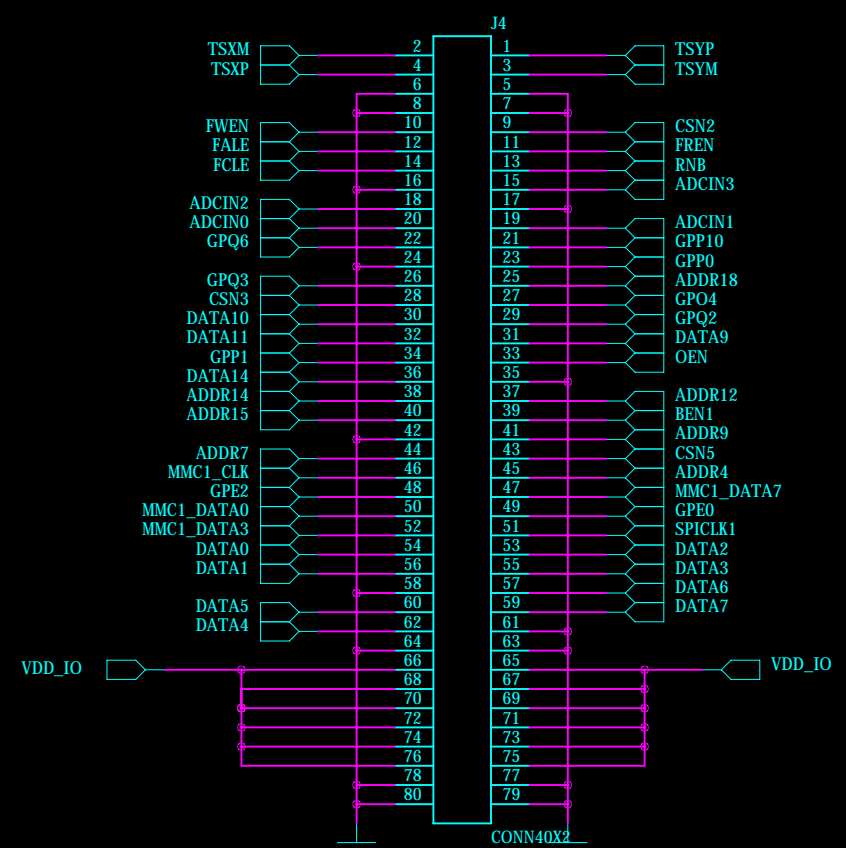 J4
TSXM 2 1 TSYP
TSXP 4 3 TSYM
6 5
8 7
FWEN 10 9 CSN2
FALE 12 11 FREN
FCLE 14 13 RNB
16 15 ADCIN3
ADCIN2 18 17
ADCIN0 20 19 ADCIN1
GPQ6 22 21 GPP10
24 23 GPP0
GPQ3 26 25 ADDR18
CSN3 28 27 GPO4
DATA10 30 29 GPQ2
DATA11 32 31 DATA9
GPP1 34 33 OEN
DATA14 36 35
ADDR14 38 37 ADDR12
ADDR15 40 39 BEN1
42 41 ADDR9
ADDR7 44 43 CSN5
MMC1_CLK 46 45 ADDR4
GPE2 48 47 MMC1_DATA7
MMC1_DATA0 50 49 GPE0
MMC1_DATA3 52 51 SPICLK1
DATA0 54 53 DATA2
DATA1 56 55 DATA3
58 57 DATA6
DATA5 60 59 DATA7
DATA4 62 61
64 63
VDD_IO 66 65 VDD_IO
68 67
70 69
72 71
74 73
76 75
78 77
80 79
CONN40X2